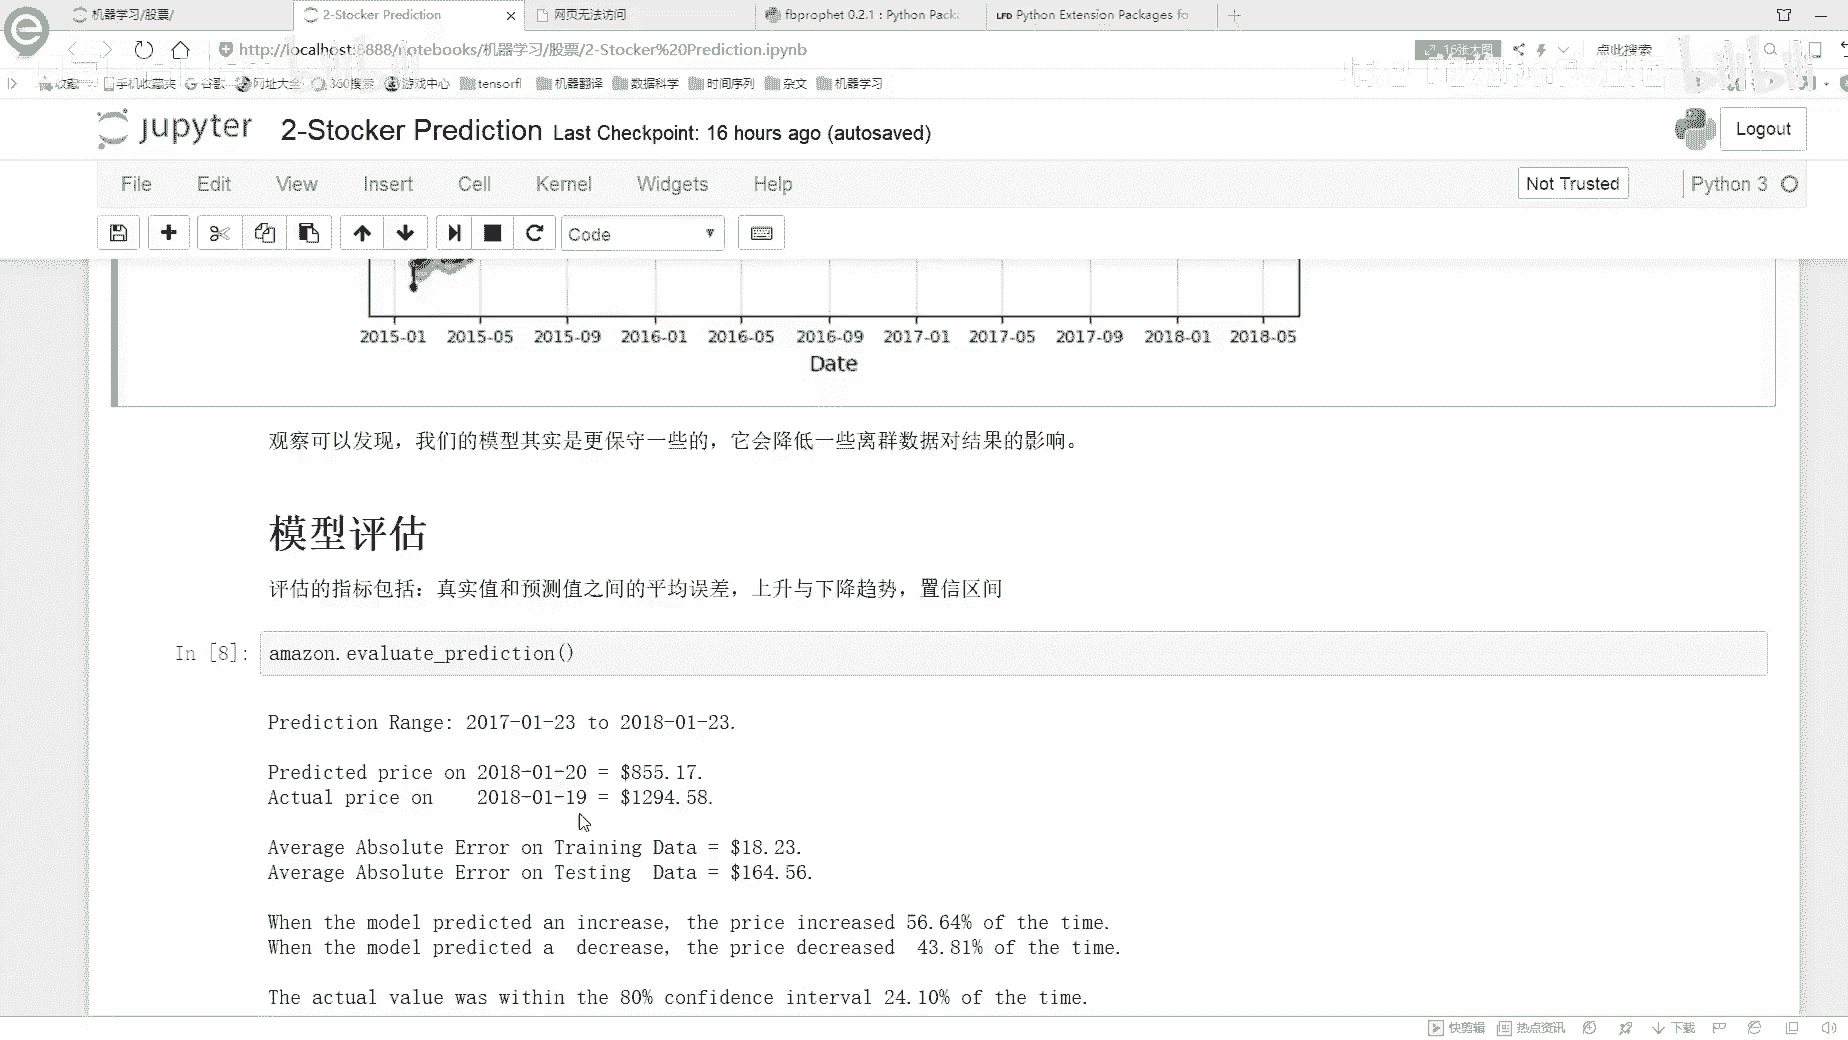 机器学习/股票/
2-Stocker Prediction
网页无法访问
fbprophet 0.2.1 : Python Pack
LFD Python Extension Packages fo
http://localhost:8888/notebooks/机器学习/股票/2-Stocker%20Prediction.ipynb
16张大图
点此搜索
收藏
手机收藏夹
谷歌
网址大全
360搜索
游戏中心
tensorfl
机器翻译
数据科学
时间序列
杂文
机器学习
jupyter 2-Stocker Prediction Last Checkpoint: 16 hours ago (autosaved)
Logout
File Edit View Insert Cell Kernel Widgets Help
Not Trusted
Python 3
Code
2015-01 2015-05 2015-09 2016-01 2016-05 2016-09 2017-01 2017-05 2017-09 2018-01 2018-05
Date
观察可以发现，我们的模型其实是更保守一些的，它会降低一些离群数据对结果的影响。
模型评估
评估的指标包括：真实值和预测值之间的平均误差，上升与下降趋势，置信区间
In [8]: amazon.evaluate_prediction()
Prediction Range: 2017-01-23 to 2018-01-23.
Predicted price on 2018-01-20 = $855.17.
Actual price on 2018-01-19 = $1294.58.
Average Absolute Error on Training Data = $18.23.
Average Absolute Error on Testing Data = $164.56.
When the model predicted an increase, the price increased 56.64% of the time.
When the model predicted a decrease, the price decreased 43.81% of the time.
The actual value was within the 80% confidence interval 24.10% of the time.
快剪辑
热点资讯
下载